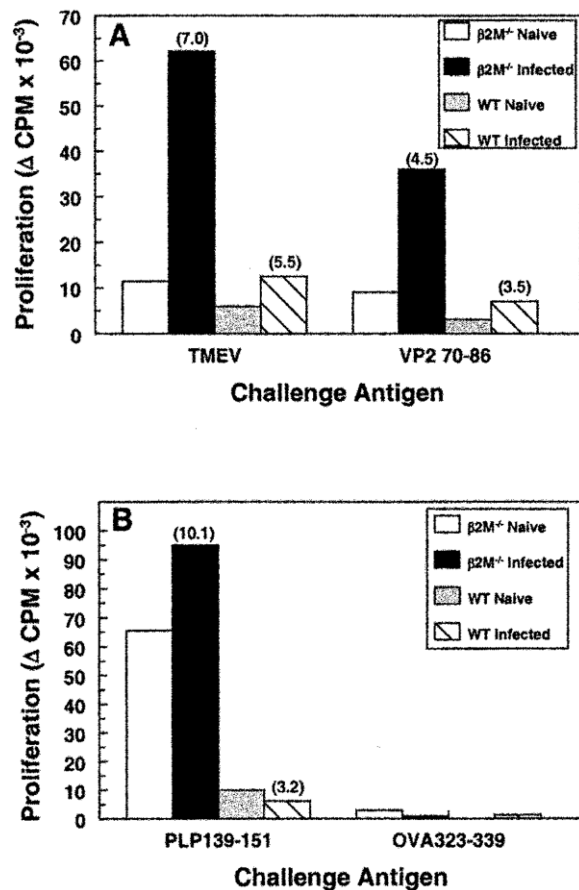 A
Proliferation (Δ CPM x 10⁻³)
70
60
50
40
30
20
10
0
(7.0)
(5.5)
(4.5)
(3.5)
β2M⁻/⁻ Naive
β2M⁻/⁻ Infected
WT Naive
WT Infected
TMEV VP2 70-86
Challenge Antigen
B
Proliferation (Δ CPM x 10⁻³)
100
90
80
70
60
50
40
30
20
10
0
(10.1)
(3.2)
β2M⁻/⁻ Naive
β2M⁻/⁻ Infected
WT Naive
WT Infected
PLP139-151 OVA323-339
Challenge Antigen